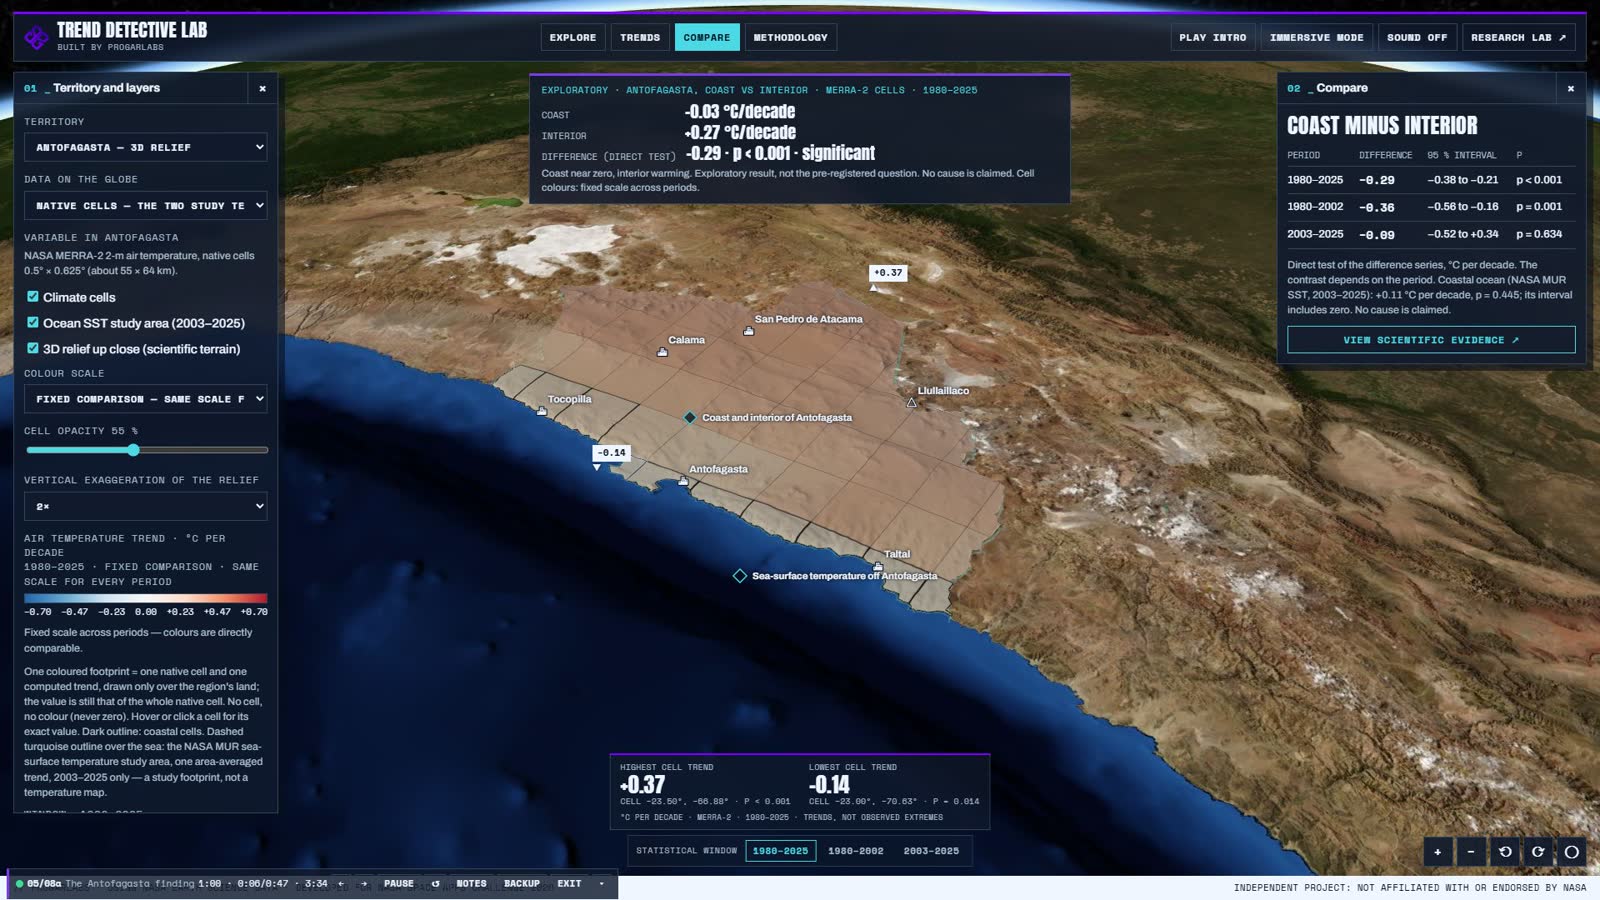 TREND DETECTIVE LAB
BUILT BY PROGARLABS
EXPLORE
TRENDS
COMPARE
METHODOLOGY
PLAY INTRO
IMMERSIVE MODE
SOUND OFF
RESEARCH LAB ↗
01 _ Territory and layers ×
TERRITORY
ANTOFAGASTA — 3D RELIEF
DATA ON THE GLOBE
NATIVE CELLS — THE TWO STUDY TE
VARIABLE IN ANTOFAGASTA
NASA MERRA-2 2-m air temperature, native cells
0.5° × 0.625° (about 55 × 64 km).
Climate cells
Ocean SST study area (2003–2025)
3D relief up close (scientific terrain)
COLOUR SCALE
FIXED COMPARISON — SAME SCALE F
CELL OPACITY 55 %
VERTICAL EXAGGERATION OF THE RELIEF
2×
AIR TEMPERATURE TREND · °C PER
DECADE
1980–2025 · FIXED COMPARISON · SAME
SCALE FOR EVERY PERIOD
−0.70 −0.47 −0.23 0.00 +0.23 +0.47 +0.70
Fixed scale across periods — colours are directly
comparable.
One coloured footprint = one native cell and one
computed trend, drawn only over the region's land;
the value is still that of the whole native cell. No cell,
no colour (never zero). Hover or click a cell for its
exact value. Dark outline: coastal cells. Dashed
turquoise outline over the sea: the NASA MUR sea-
surface temperature study area, one area-averaged
trend, 2003–2025 only — a study footprint, not a
temperature map.
EXPLORATORY · ANTOFAGASTA, COAST VS INTERIOR · MERRA-2 CELLS · 1980–2025
COAST −0.03 °C/decade
INTERIOR +0.27 °C/decade
DIFFERENCE (DIRECT TEST) −0.29 · p < 0.001 · significant
Coast near zero, interior warming. Exploratory result, not the pre-registered question. No cause is claimed. Cell
colours: fixed scale across periods.
02 _ Compare ×
COAST MINUS INTERIOR
PERIOD DIFFERENCE 95 % INTERVAL P
1980–2025 −0.29 −0.38 to −0.21 p < 0.001
1980–2002 −0.36 −0.56 to −0.16 p = 0.001
2003–2025 −0.09 −0.52 to +0.34 p = 0.634
Direct test of the difference series, °C per decade. The
contrast depends on the period. Coastal ocean (NASA MUR
SST, 2003–2025): +0.11 °C per decade, p = 0.445; its interval
includes zero. No cause is claimed.
VIEW SCIENTIFIC EVIDENCE ↗
+0.37
San Pedro de Atacama
Calama
Llullaillaco
Tocopilla
Coast and interior of Antofagasta
−0.14
Antofagasta
Taltal
Sea-surface temperature off Antofagasta
HIGHEST CELL TREND LOWEST CELL TREND
+0.37 −0.14
CELL −23.50°, −66.88° · P < 0.001 CELL −23.00°, −70.63° · P = 0.014
°C PER DECADE · MERRA-2 · 1980–2025 · TRENDS, NOT OBSERVED EXTREMES
STATISTICAL WINDOW 1980–2025 1980–2002 2003–2025
+ −
05/08a The Antofagasta finding 1:00 · 0:06/0:47 · 3:34 ← → PAUSE ↺ NOTES BACKUP EXIT
INDEPENDENT PROJECT: NOT AFFILIATED WITH OR ENDORSED BY NASA